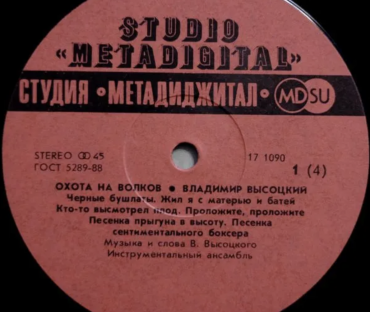 STUDIO
«METADIGITAL»
СТУДИЯ •МЕТАДИДЖИТАЛ•
MD SU
STEREO ꝏ 45
17 1090
ГОСТ 5289-88
1 (4)
ОХОТА НА ВОЛКОВ ● ВЛАДИМИР ВЫСОЦКИЙ
Черные бушлаты. Жил я с матерью и батей
Кто-то высмотрел плод. Проложите, проложите
Песенка прыгуна в высоту. Песенка
сентиментального боксера
Музыка и слова В. Высоцкого
Инструментальный ансамбль